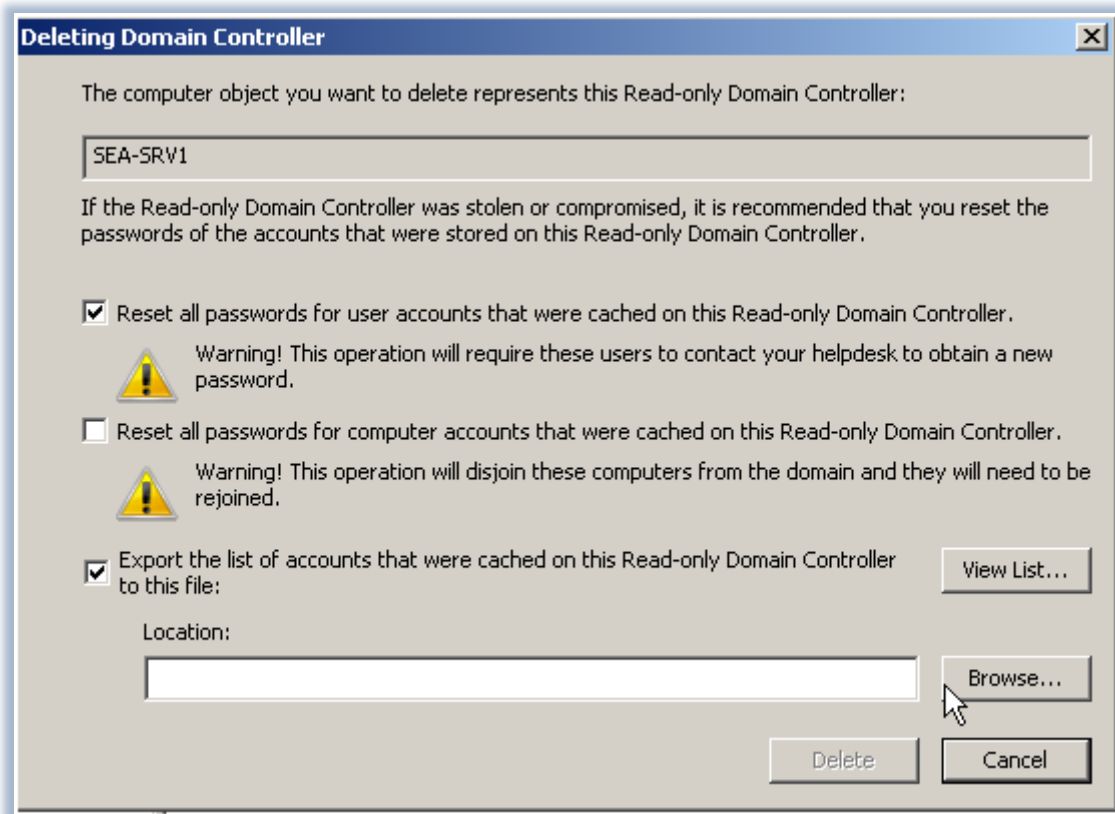 Deleting Domain Controller
The computer object you want to delete represents this Read-only Domain Controller:
SEA-SRV1
If the Read-only Domain Controller was stolen or compromised, it is recommended that you reset the
passwords of the accounts that were stored on this Read-only Domain Controller.
Reset all passwords for user accounts that were cached on this Read-only Domain Controller.
Warning! This operation will require these users to contact your helpdesk to obtain a new
password.
Reset all passwords for computer accounts that were cached on this Read-only Domain Controller.
Warning! This operation will disjoin these computers from the domain and they will need to be
rejoined.
Export the list of accounts that were cached on this Read-only Domain Controller
to this file:
View List...
Location:
Browse...
Delete
Cancel